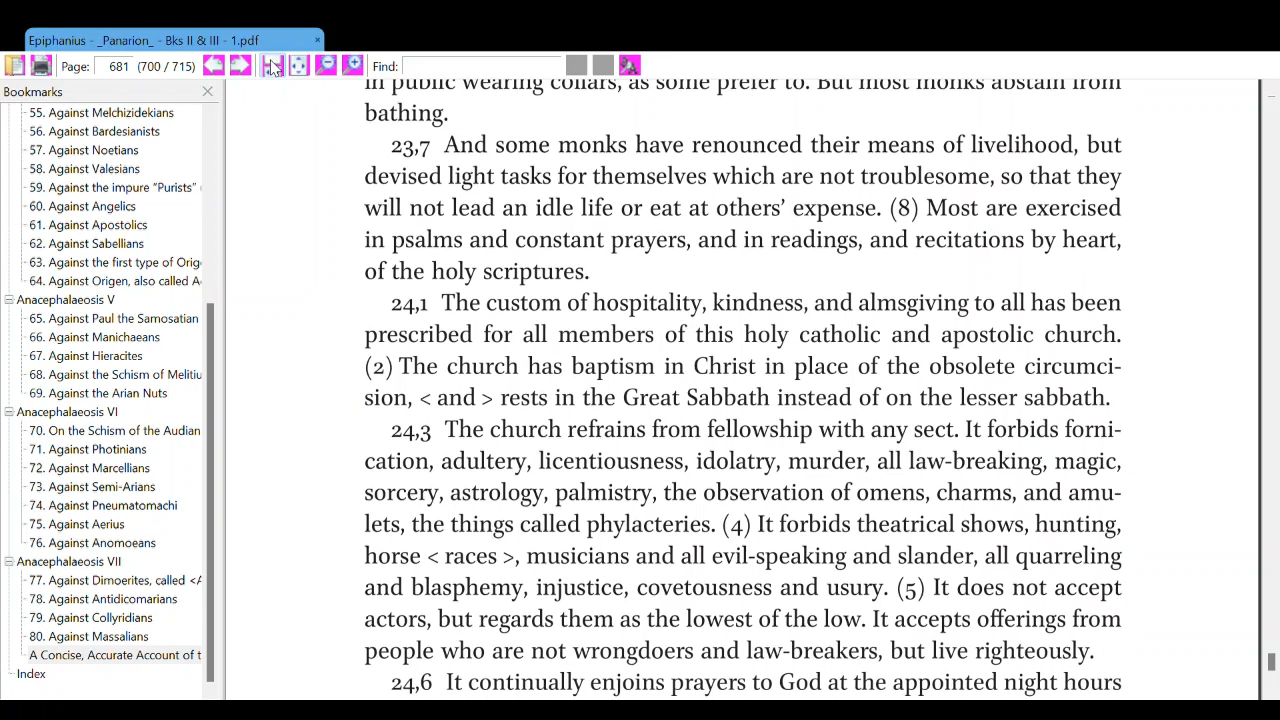 Epiphanius - _Panarion_ - Bks II & III - 1.pdf ×
Page: 681 (700 / 715) Find:
Bookmarks
55. Against Melchizidekians
56. Against Bardesianists
57. Against Noetians
58. Against Valesians
59. Against the impure “Purists”
60. Against Angelics
61. Against Apostolics
62. Against Sabellians
63. Against the first type of Orig
64. Against Origen, also called A
Anacephalaeosis V
65. Against Paul the Samosatian
66. Against Manichaeans
67. Against Hieracites
68. Against the Schism of Melitiu
69. Against the Arian Nuts
Anacephalaeosis VI
70. On the Schism of the Audian
71. Against Photinians
72. Against Marcellians
73. Against Semi-Arians
74. Against Pneumatomachi
75. Against Aerius
76. Against Anomoeans
Anacephalaeosis VII
77. Against Dimoerites, called <A
78. Against Antidicomarians
79. Against Collyridians
80. Against Massalians
A Concise, Accurate Account of t
Index
in public wearing collars, as some prefer to. But most monks abstain from
bathing.
23,7 And some monks have renounced their means of livelihood, but
devised light tasks for themselves which are not troublesome, so that they
will not lead an idle life or eat at others’ expense. (8) Most are exercised
in psalms and constant prayers, and in readings, and recitations by heart,
of the holy scriptures.
24,1 The custom of hospitality, kindness, and almsgiving to all has been
prescribed for all members of this holy catholic and apostolic church.
(2) The church has baptism in Christ in place of the obsolete circumci-
sion, < and > rests in the Great Sabbath instead of on the lesser sabbath.
24,3 The church refrains from fellowship with any sect. It forbids forni-
cation, adultery, licentiousness, idolatry, murder, all law-breaking, magic,
sorcery, astrology, palmistry, the observation of omens, charms, and amu-
lets, the things called phylacteries. (4) It forbids theatrical shows, hunting,
horse < races >, musicians and all evil-speaking and slander, all quarreling
and blasphemy, injustice, covetousness and usury. (5) It does not accept
actors, but regards them as the lowest of the low. It accepts offerings from
people who are not wrongdoers and law-breakers, but live righteously.
24,6 It continually enjoins prayers to God at the appointed night hours